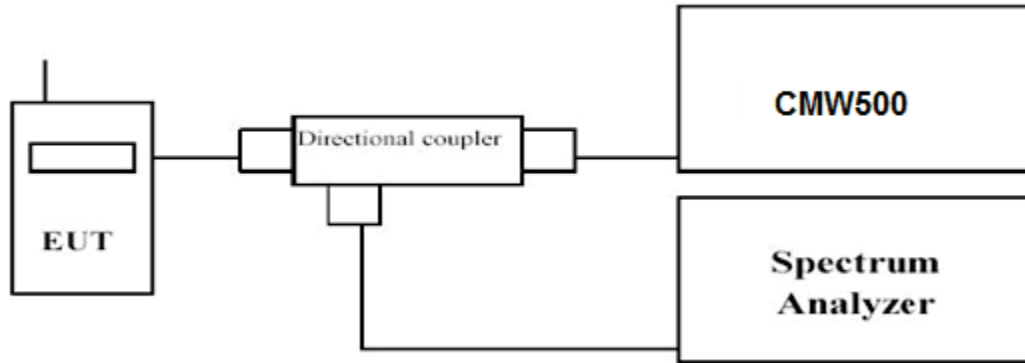 EUT
Directional coupler
CMW500
Spectrum
Analyzer